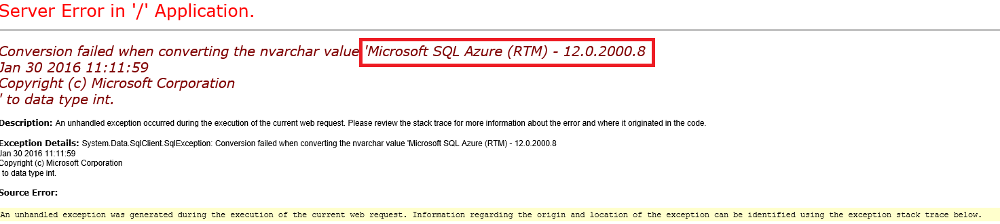 Server Error in '/' Application.
Conversion failed when converting the nvarchar value 'Microsoft SQL Azure (RTM) - 12.0.2000.8
Jan 30 2016 11:11:59
Copyright (c) Microsoft Corporation
' to data type int.
Description: An unhandled exception occurred during the execution of the current web request. Please review the stack trace for more information about the error and where it originated in the code.
Exception Details: System.Data.SqlClient.SqlException: Conversion failed when converting the nvarchar value 'Microsoft SQL Azure (RTM) - 12.0.2000.8
Jan 30 2016 11:11:59
Copyright (c) Microsoft Corporation
to data type int.
Source Error:
An unhandled exception was generated during the execution of the current web request. Information regarding the origin and location of the exception can be identified using the exception stack trace below.